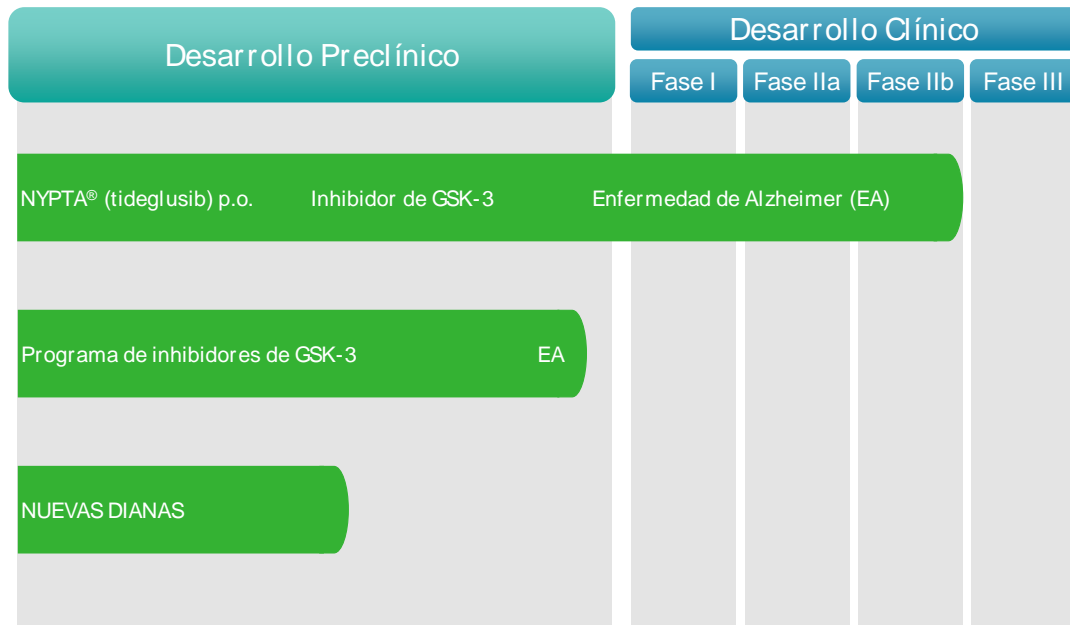 Desarrollo Preclínico
Desarrollo Clínico
Fase I Fase IIa Fase IIb Fase III
NYPTA® (tideglusib) p.o. Inhibidor de GSK-3 Enfermedad de Alzheimer (EA)
Programa de inhibidores de GSK-3 EA
NUEVAS DIANAS